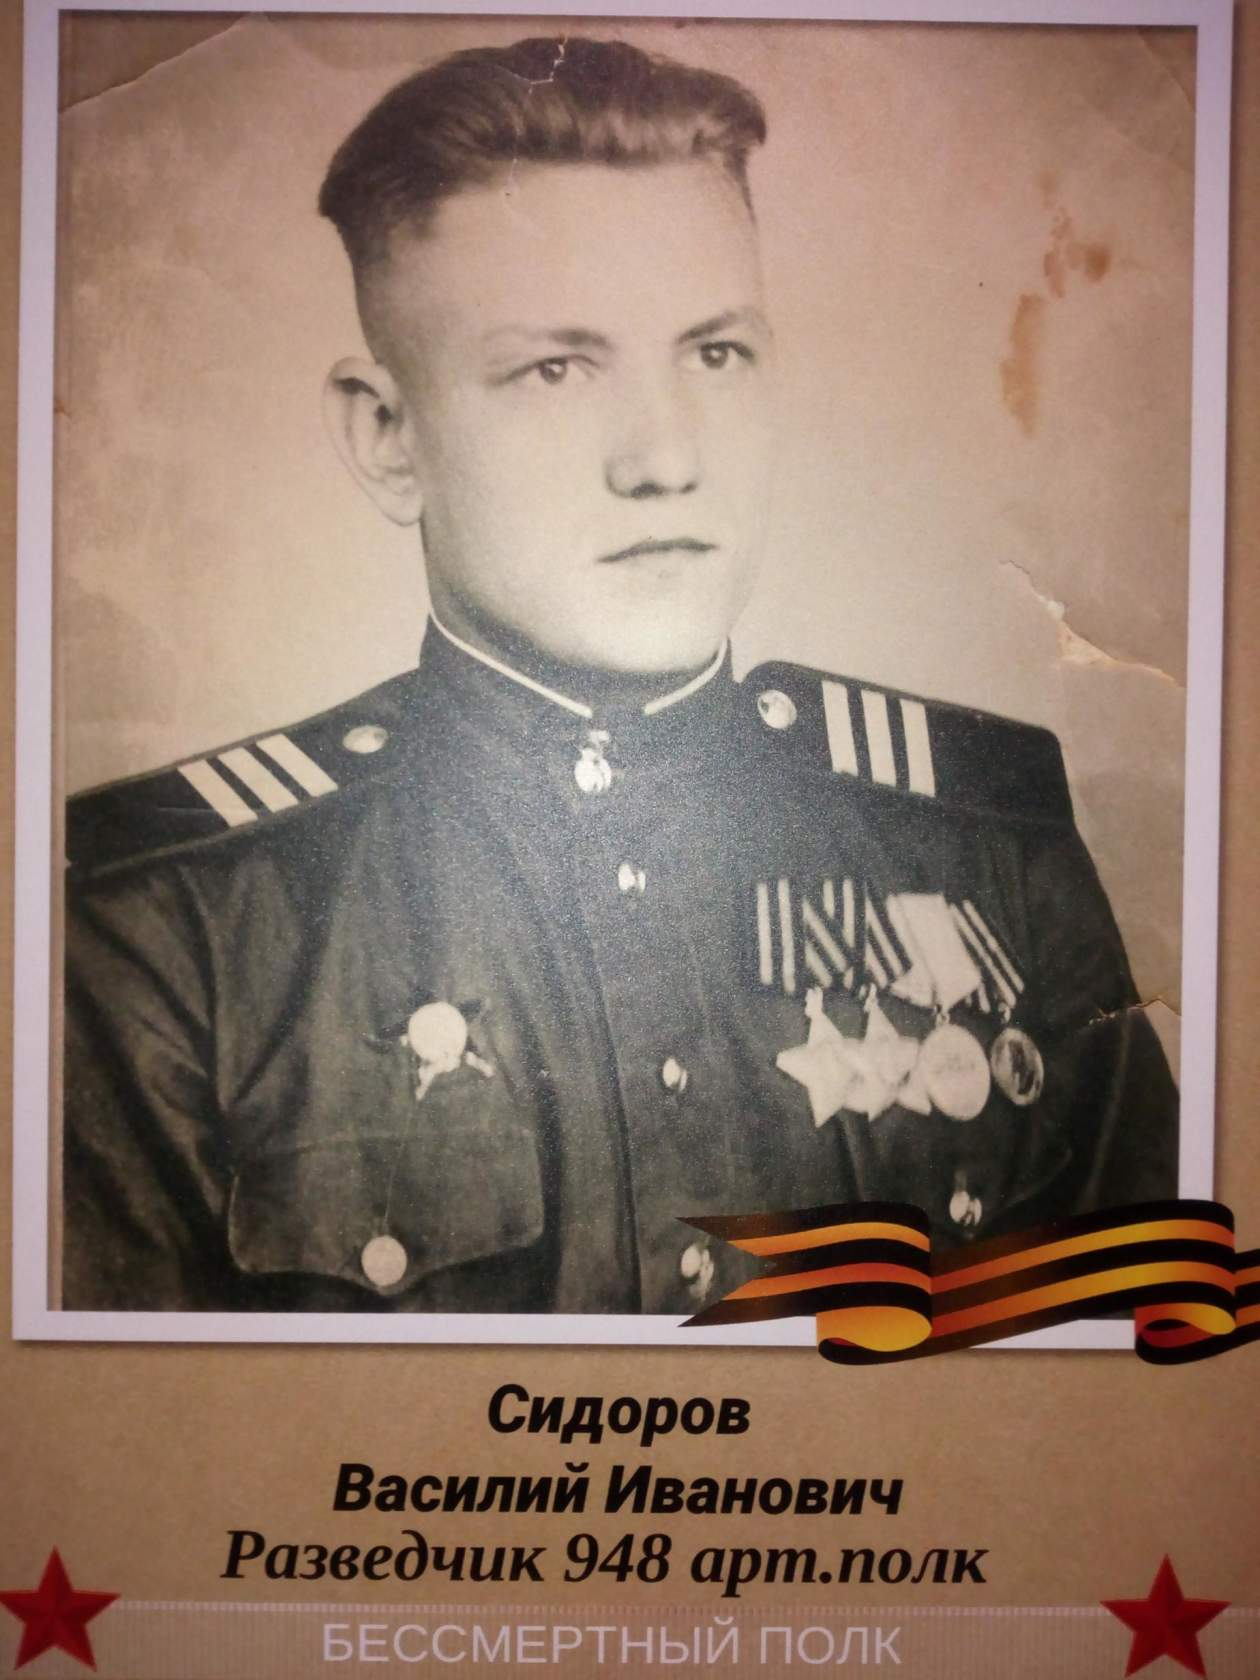 Сидоров
Василий Иванович
Разведчик 948 арт.полк
БЕССМЕРТНЫЙ ПОЛК